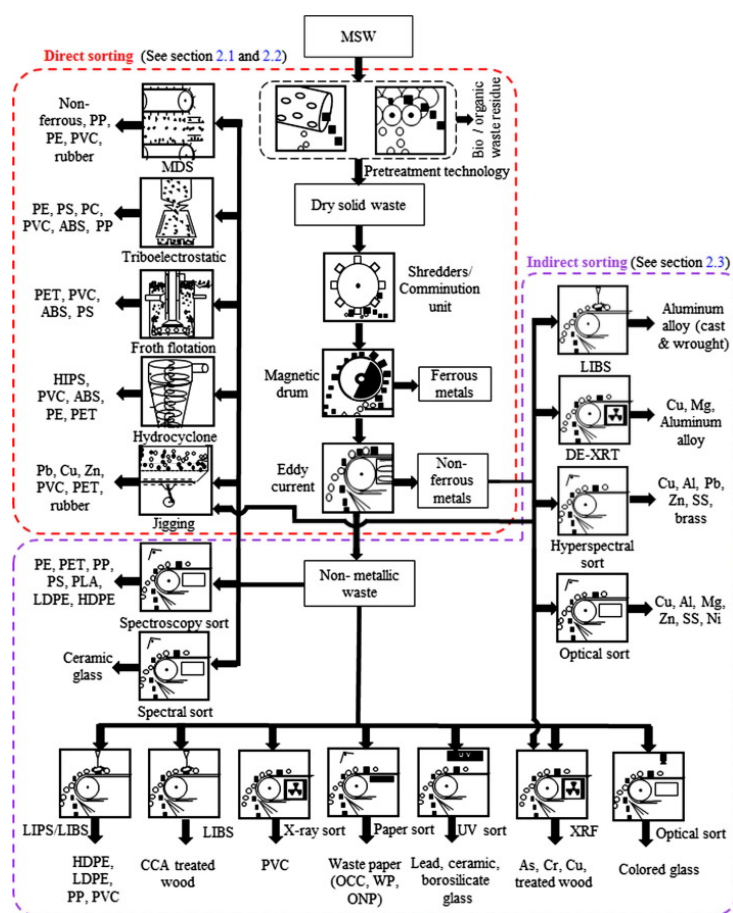 MSW
Direct sorting (See section 2.1 and 2.2)
Non-
ferrous, PP,
PE, PVC,
rubber
MDS
Bio / organic
waste residue
Pretreatment technology
PE, PS, PC,
PVC, ABS, PP
Triboelectrostatic
Dry solid waste
PET, PVC,
ABS, PS
Froth flotation
Shredders/
Comminution
unit
HIPS,
PVC, ABS,
PE, PET
Hydrocyclone
Magnetic
drum
Ferrous
metals
Pb, Cu, Zn,
PVC, PET,
rubber
Jigging
Eddy
current
Non-
ferrous
metals
Indirect sorting (See section 2.3)
Aluminum
alloy (cast
& wrought)
LIBS
Cu, Mg,
Aluminum
alloy
DE-XRT
Cu, Al, Pb,
Zn, SS,
brass
Hyperspectral
sort
Cu, Al, Mg,
Zn, SS, Ni
Optical sort
PE, PET, PP,
PS, PLA,
LDPE, HDPE
Spectroscopy sort
Non- metallic
waste
Ceramic
glass
Spectral sort
UV
LIPS/LIBS
LIBS
X-ray sort
Paper sort
UV sort
XRF
Optical sort
HDPE,
LDPE,
PP, PVC
CCA treated
wood
PVC
Waste paper
(OCC, WP,
ONP)
Lead, ceramic,
borosilicate
glass
As, Cr, Cu,
treated wood
Colored glass